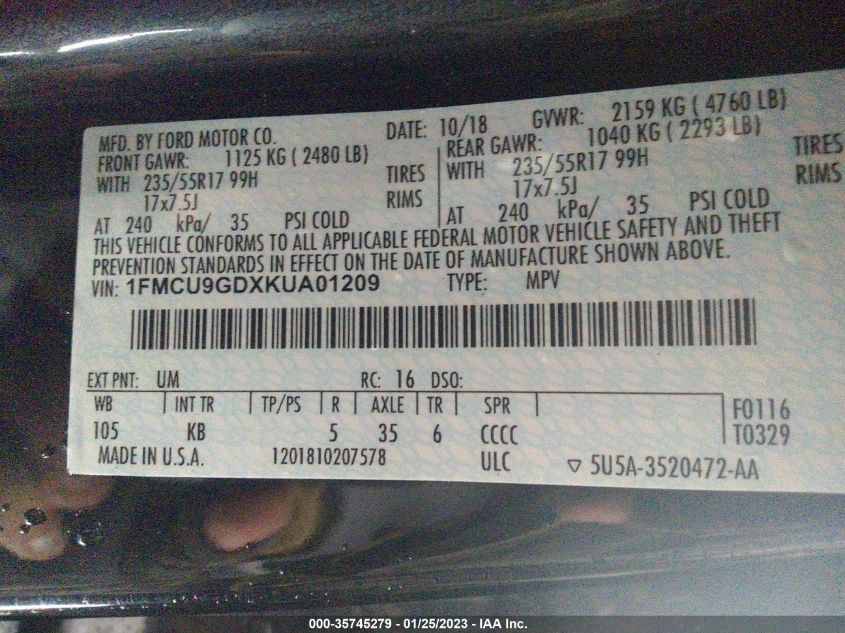 MFD. BY FORD MOTOR CO. DATE: 10/18 GVWR: 2159 KG ( 4760 LB)
FRONT GAWR: 1125 KG ( 2480 LB) REAR GAWR: 1040 KG ( 2293 LB)
WITH 235/55R17 99H TIRES WITH 235/55R17 99H TIRES
17x7.5J RIMS 17x7.5J RIMS
AT 240 kPa/ 35 PSI COLD AT 240 kPa/ 35 PSI COLD
THIS VEHICLE CONFORMS TO ALL APPLICABLE FEDERAL MOTOR VEHICLE SAFETY AND THEFT
PREVENTION STANDARDS IN EFFECT ON THE DATE OF MANUFACTURE SHOWN ABOVE.
VIN: 1FMCU9GDXKUA01209 TYPE: MPV
EXT PNT: UM RC: 16 DSO:
WB INT TR TP/PS R AXLE TR SPR F0116
105 KB 5 35 6 CCCC T0329
MADE IN U.S.A. 1201810207578 ULC ▽ 5U5A-3520472-AA
000-35745279 - 01/25/2023 - IAA Inc.